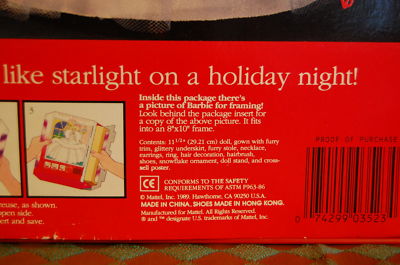 like starlight on a holiday night!
Inside this package there's
a picture of Barbie for framing!
Look behind the package insert for
a copy of the above picture. It fits
into an 8"x10" frame.
Contents: 11 1/2" (29.21 cm) doll, gown with furry
trim, glittery underskirt, furry stole, necklace,
earrings, ring, hair decoration, hairbrush,
shoes, snowflake ornament, doll stand, and cross-
sell poster.
CE CONFORMS TO THE SAFETY
REQUIREMENTS OF ASTM P963-86
© Mattel, Inc. 1989. Hawthorne, CA 90250 U.S.A.
MADE IN CHINA. SHOES MADE IN HONG KONG.
Manufactured for Mattel. All Rights Reserved.
® and ™ designate U.S. trademarks of Mattel, Inc.
3
reuse, as shown.
open side.
ert and save.
PROOF OF PURCHASE
0 74299 03523